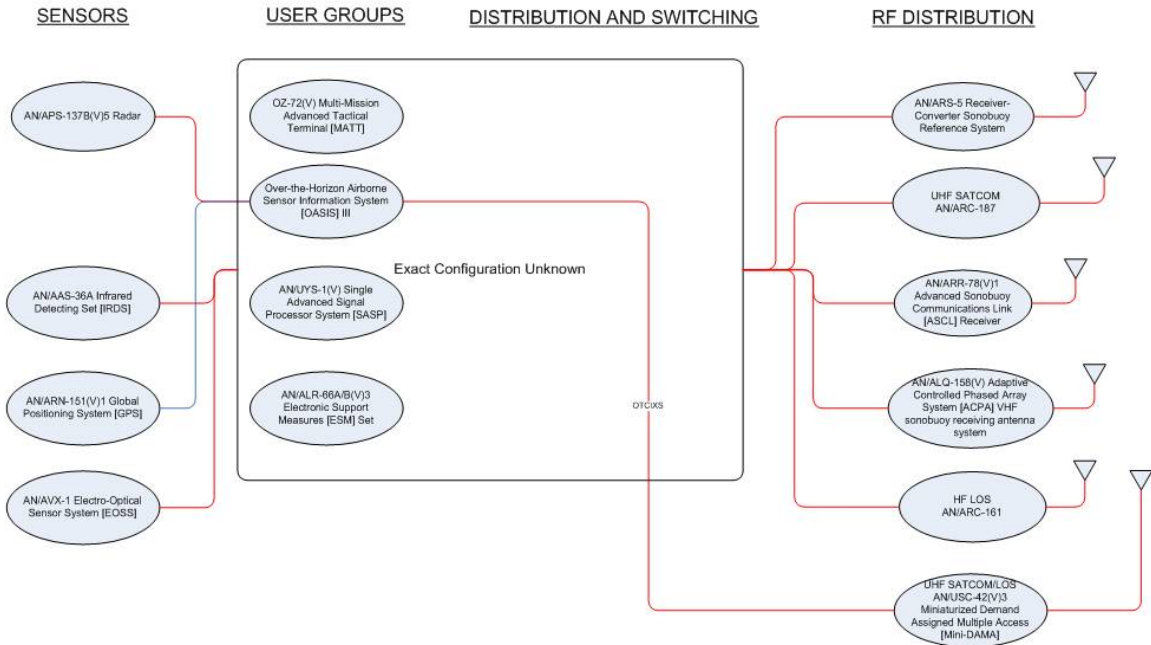 SENSORS
USER GROUPS
DISTRIBUTION AND SWITCHING
RF DISTRIBUTION
AN/APS-137B(V)5 Radar
AN/AAS-36A Infrared
Detecting Set [IRDS]
AN/ARN-151(V)1 Global
Positioning System [GPS]
AN/AVX-1 Electro-Optical
Sensor System [EOSS]
OZ-72(V) Multi-Mission
Advanced Tactical
Terminal [MATT]
Over-the-Horizon Airborne
Sensor Information System
[OASIS] III
Exact Configuration Unknown
AN/UYS-1(V) Single
Advanced Signal
Processor System [SASP]
AN/ALR-66A/B(V)3
Electronic Support
Measures [ESM] Set
OTCIXS
AN/ARS-5 Receiver-
Converter Sonobuoy
Reference System
UHF SATCOM
AN/ARC-187
AN/ARR-78(V)1
Advanced Sonobuoy
Communications Link
[ASCL] Receiver
AN/ALQ-158(V) Adaptive
Controlled Phased Array
System [ACPA] VHF
sonobuoy receiving antenna
system
HF LOS
AN/ARC-161
UHF SATCOM/LOS
AN/USC-42(V)3
Miniaturized Demand
Assigned Multiple Access
[Mini-DAMA]